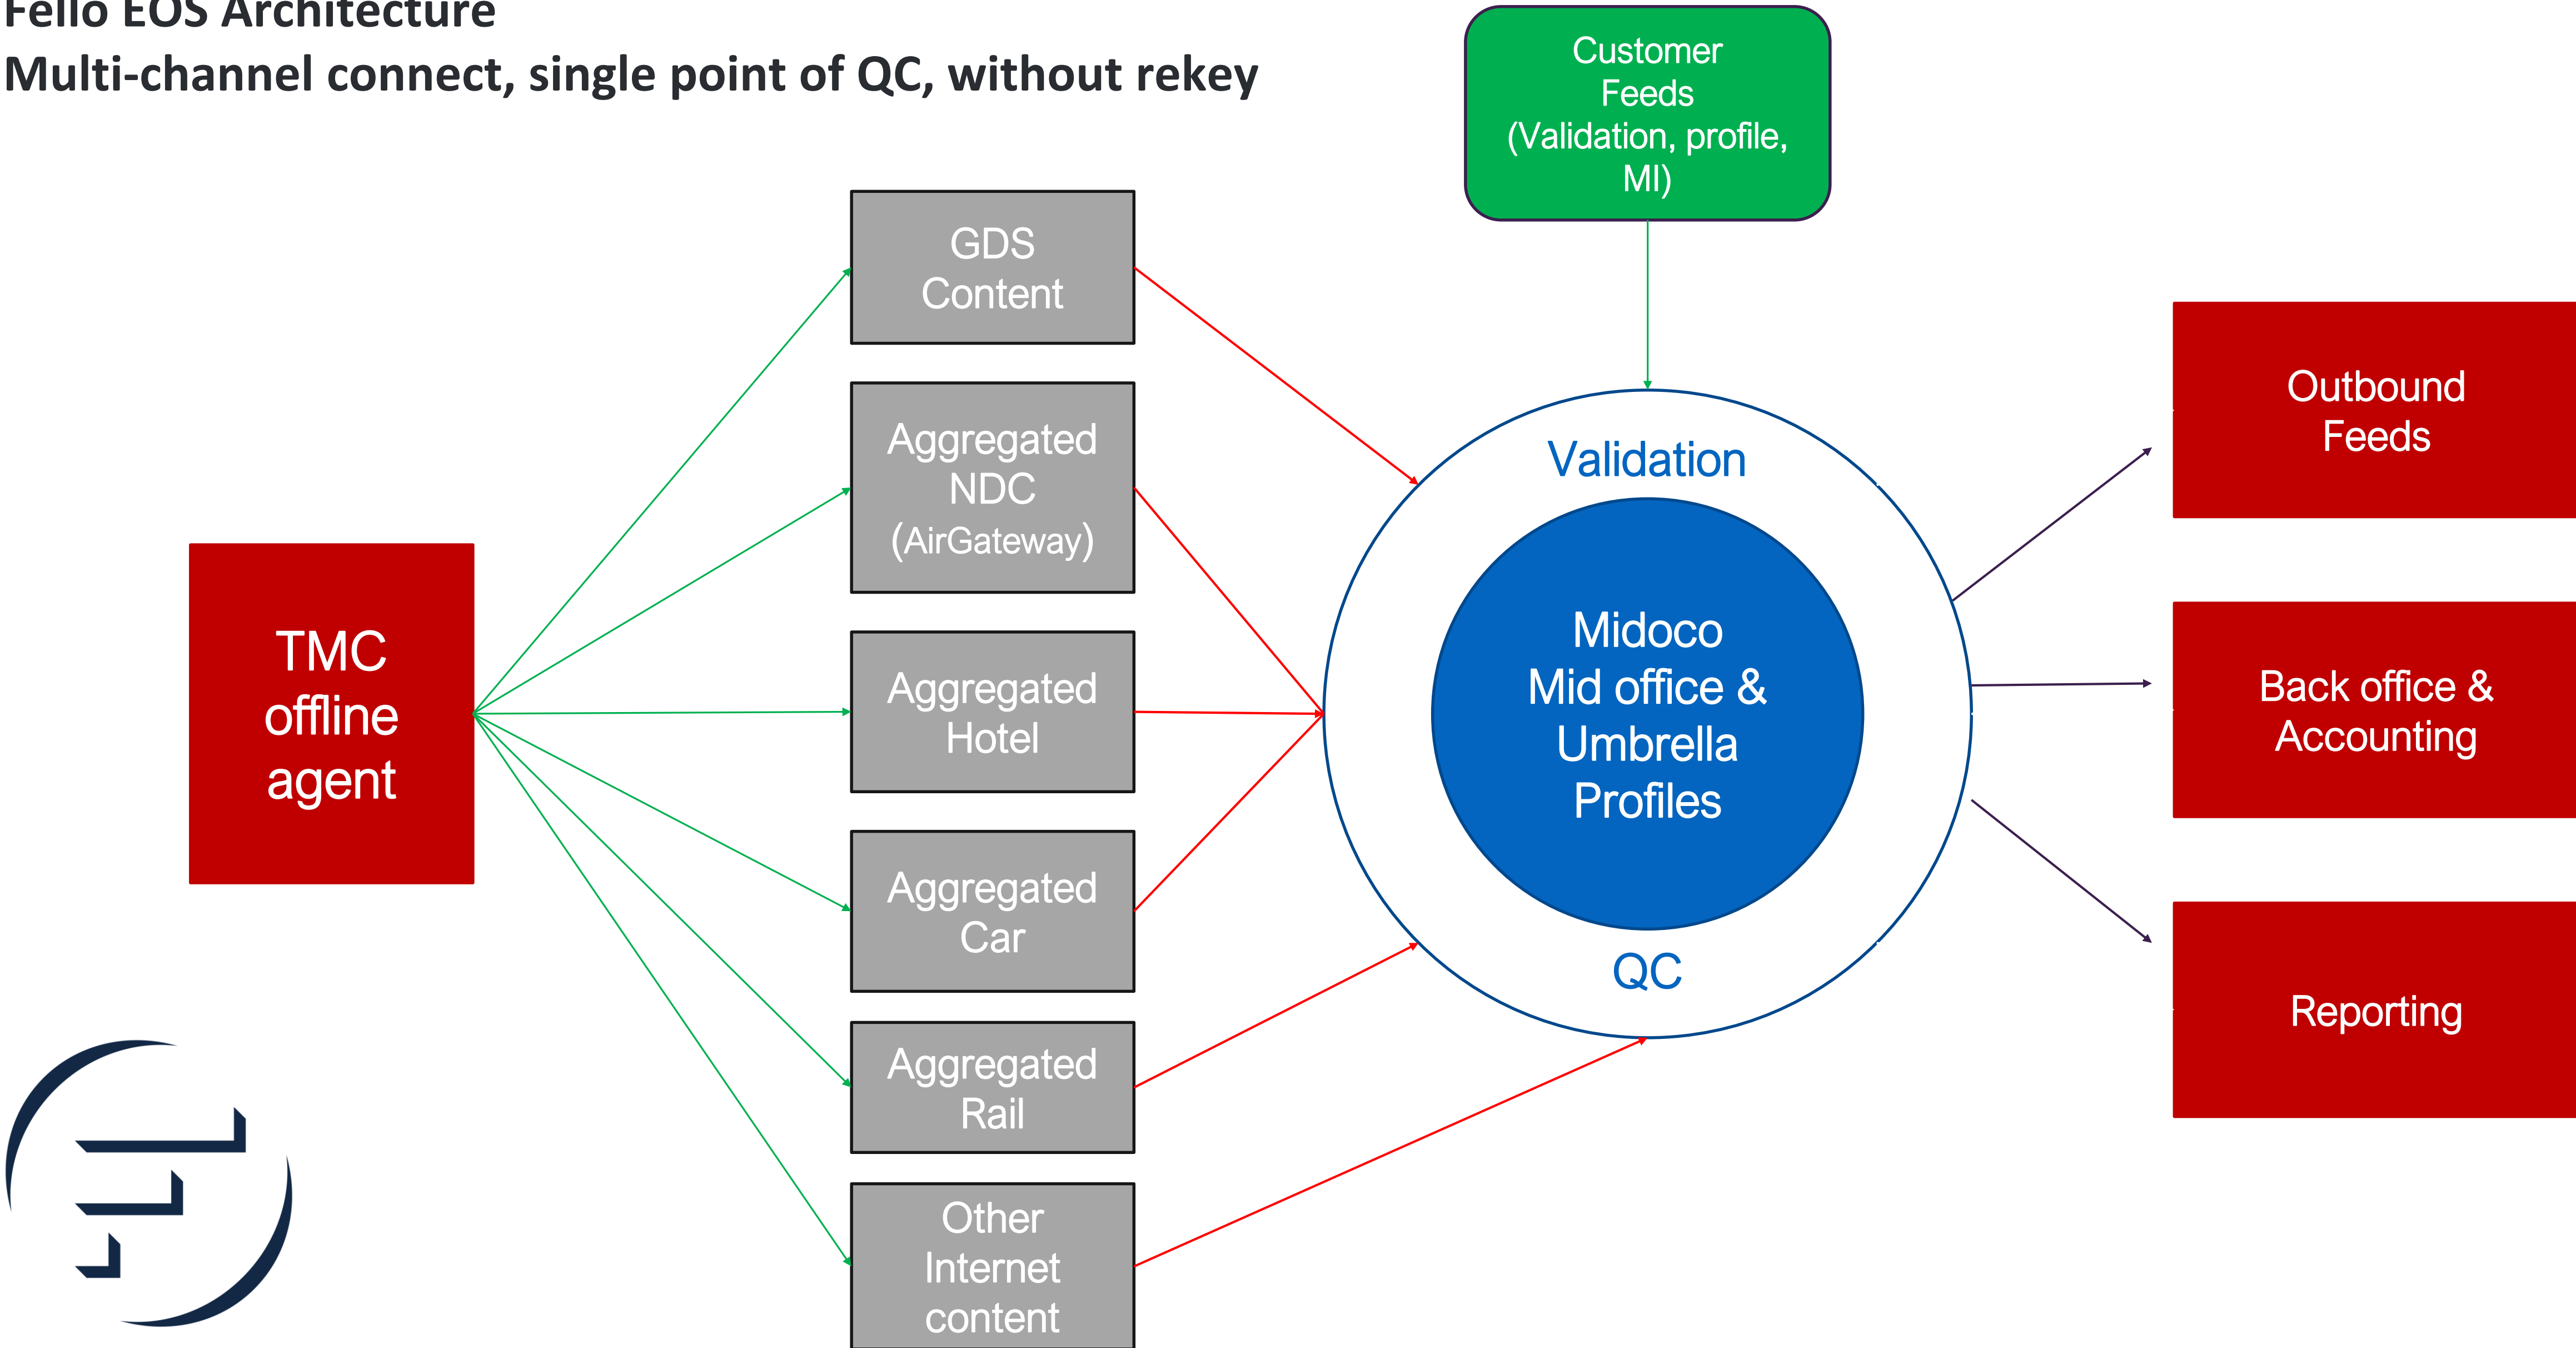 Fello EOS Architecture
Multi-channel connect, single point of QC, without rekey
Customer
Feeds
(Validation, profile,
MI)
GDS
Content
Aggregated
NDC
(AirGateway)
Aggregated
Hotel
Aggregated
Car
Aggregated
Rail
Other
Internet
content
TMC
offline
agent
Validation
Midoco
Mid office &
Umbrella
Profiles
QC
Outbound
Feeds
Back office &
Accounting
Reporting